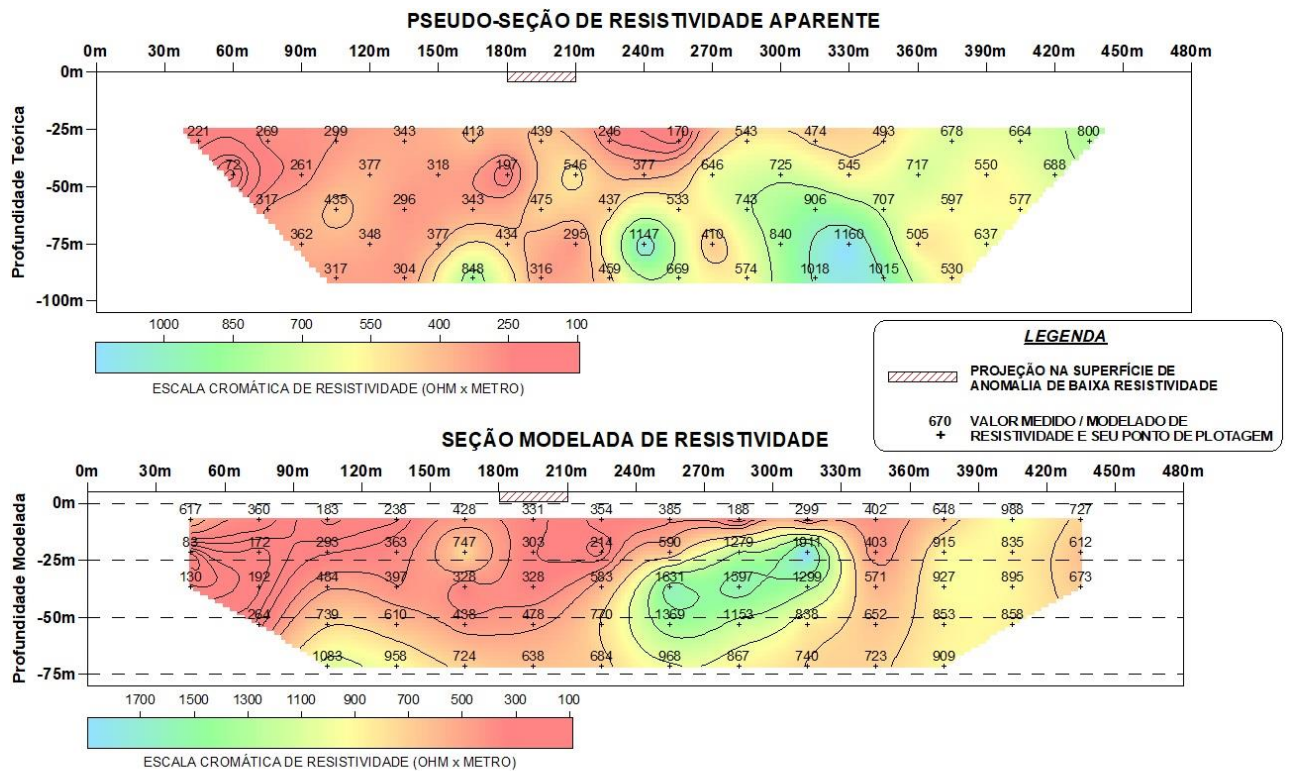 PSEUDO-SEÇÃO DE RESISTIVIDADE APARENTE
0m 30m 60m 90m 120m 150m 180m 210m 240m 270m 300m 330m 360m 390m 420m 450m 480m
0m
-25m
-50m
-75m
-100m
Profundidade Teórica
221 269 299 343 413 439 246 170 543 474 493 678 664 800
72 261 377 318 197 546 377 646 725 545 717 550 688
317 435 296 343 475 437 533 743 906 707 597 577
362 348 377 434 295 1147 410 840 1160 505 637
317 304 848 316 459 669 574 1018 1015 530
1000 850 700 550 400 250 100
ESCALA CROMÁTICA DE RESISTIVIDADE (OHM x METRO)
LEGENDA
PROJEÇÃO NA SUPERFÍCIE DE
ANOMALIA DE BAIXA RESISTIVIDADE
670 VALOR MEDIDO / MODELADO DE
+ RESISTIVIDADE E SEU PONTO DE PLOTAGEM
SEÇÃO MODELADA DE RESISTIVIDADE
0m 30m 60m 90m 120m 150m 180m 210m 240m 270m 300m 330m 360m 390m 420m 450m 480m
0m
-25m
-50m
-75m
Profundidade Modelada
617 360 183 238 428 331 354 385 188 299 402 648 988 727
83 172 293 363 747 303 214 590 1279 1911 403 915 835 612
130 192 484 397 328 328 583 1631 1597 1299 571 927 895 673
264 739 610 438 478 770 1369 1153 838 652 853 858
1083 958 724 638 684 968 867 740 723 909
1700 1500 1300 1100 900 700 500 300 100
ESCALA CROMÁTICA DE RESISTIVIDADE (OHM x METRO)